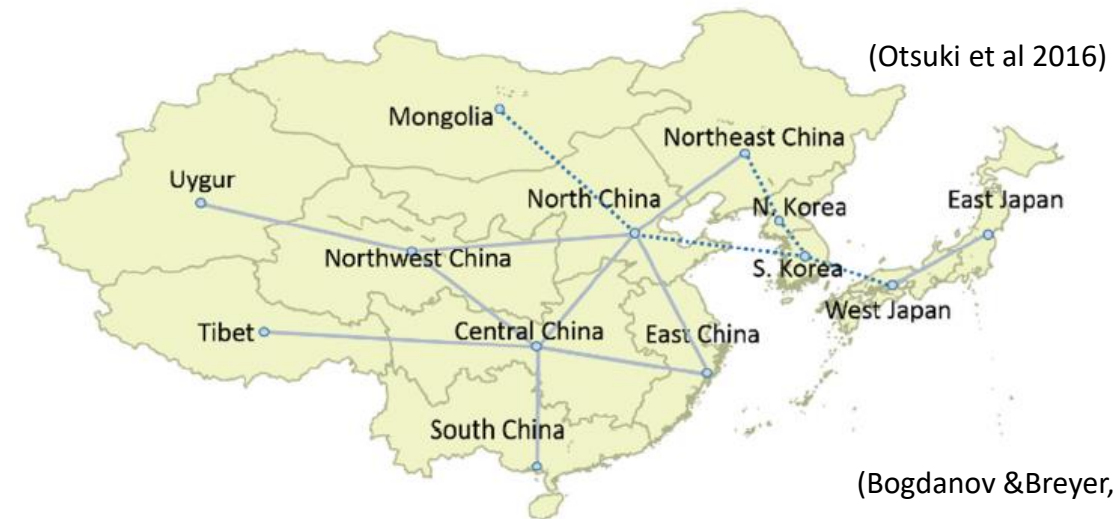 (Otsuki et al 2016)
Mongolia
Northeast China
Uygur
North China
N. Korea
East Japan
Northwest China
S. Korea
West Japan
Tibet
Central China
East China
South China
(Bogdanov &Breyer,